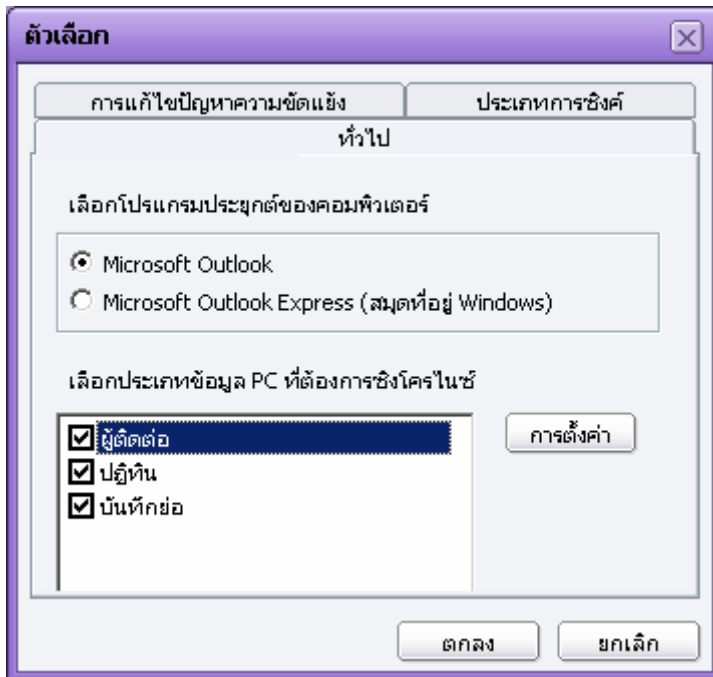 ตัวเลือก
การแก้ไขปัญหาความขัดแย้ง
ประเภทการซิงค์
ทั่วไป
เลือกโปรแกรมประยุกต์ของคอมพิวเตอร์
Microsoft Outlook
Microsoft Outlook Express (สมุดที่อยู่ Windows)
เลือกประเภทข้อมูล PC ที่ต้องการซิงโครไนซ์
ผู้ติดต่อ
การตั้งค่า
ปฏิทิน
บันทึกย่อ
ตกลง
ยกเลิก